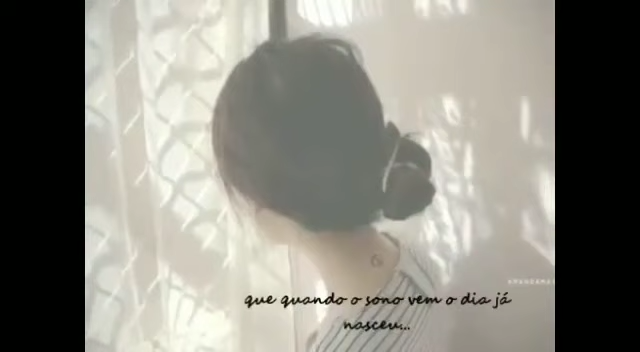 que quando o sono vem o dia já
nasceu...